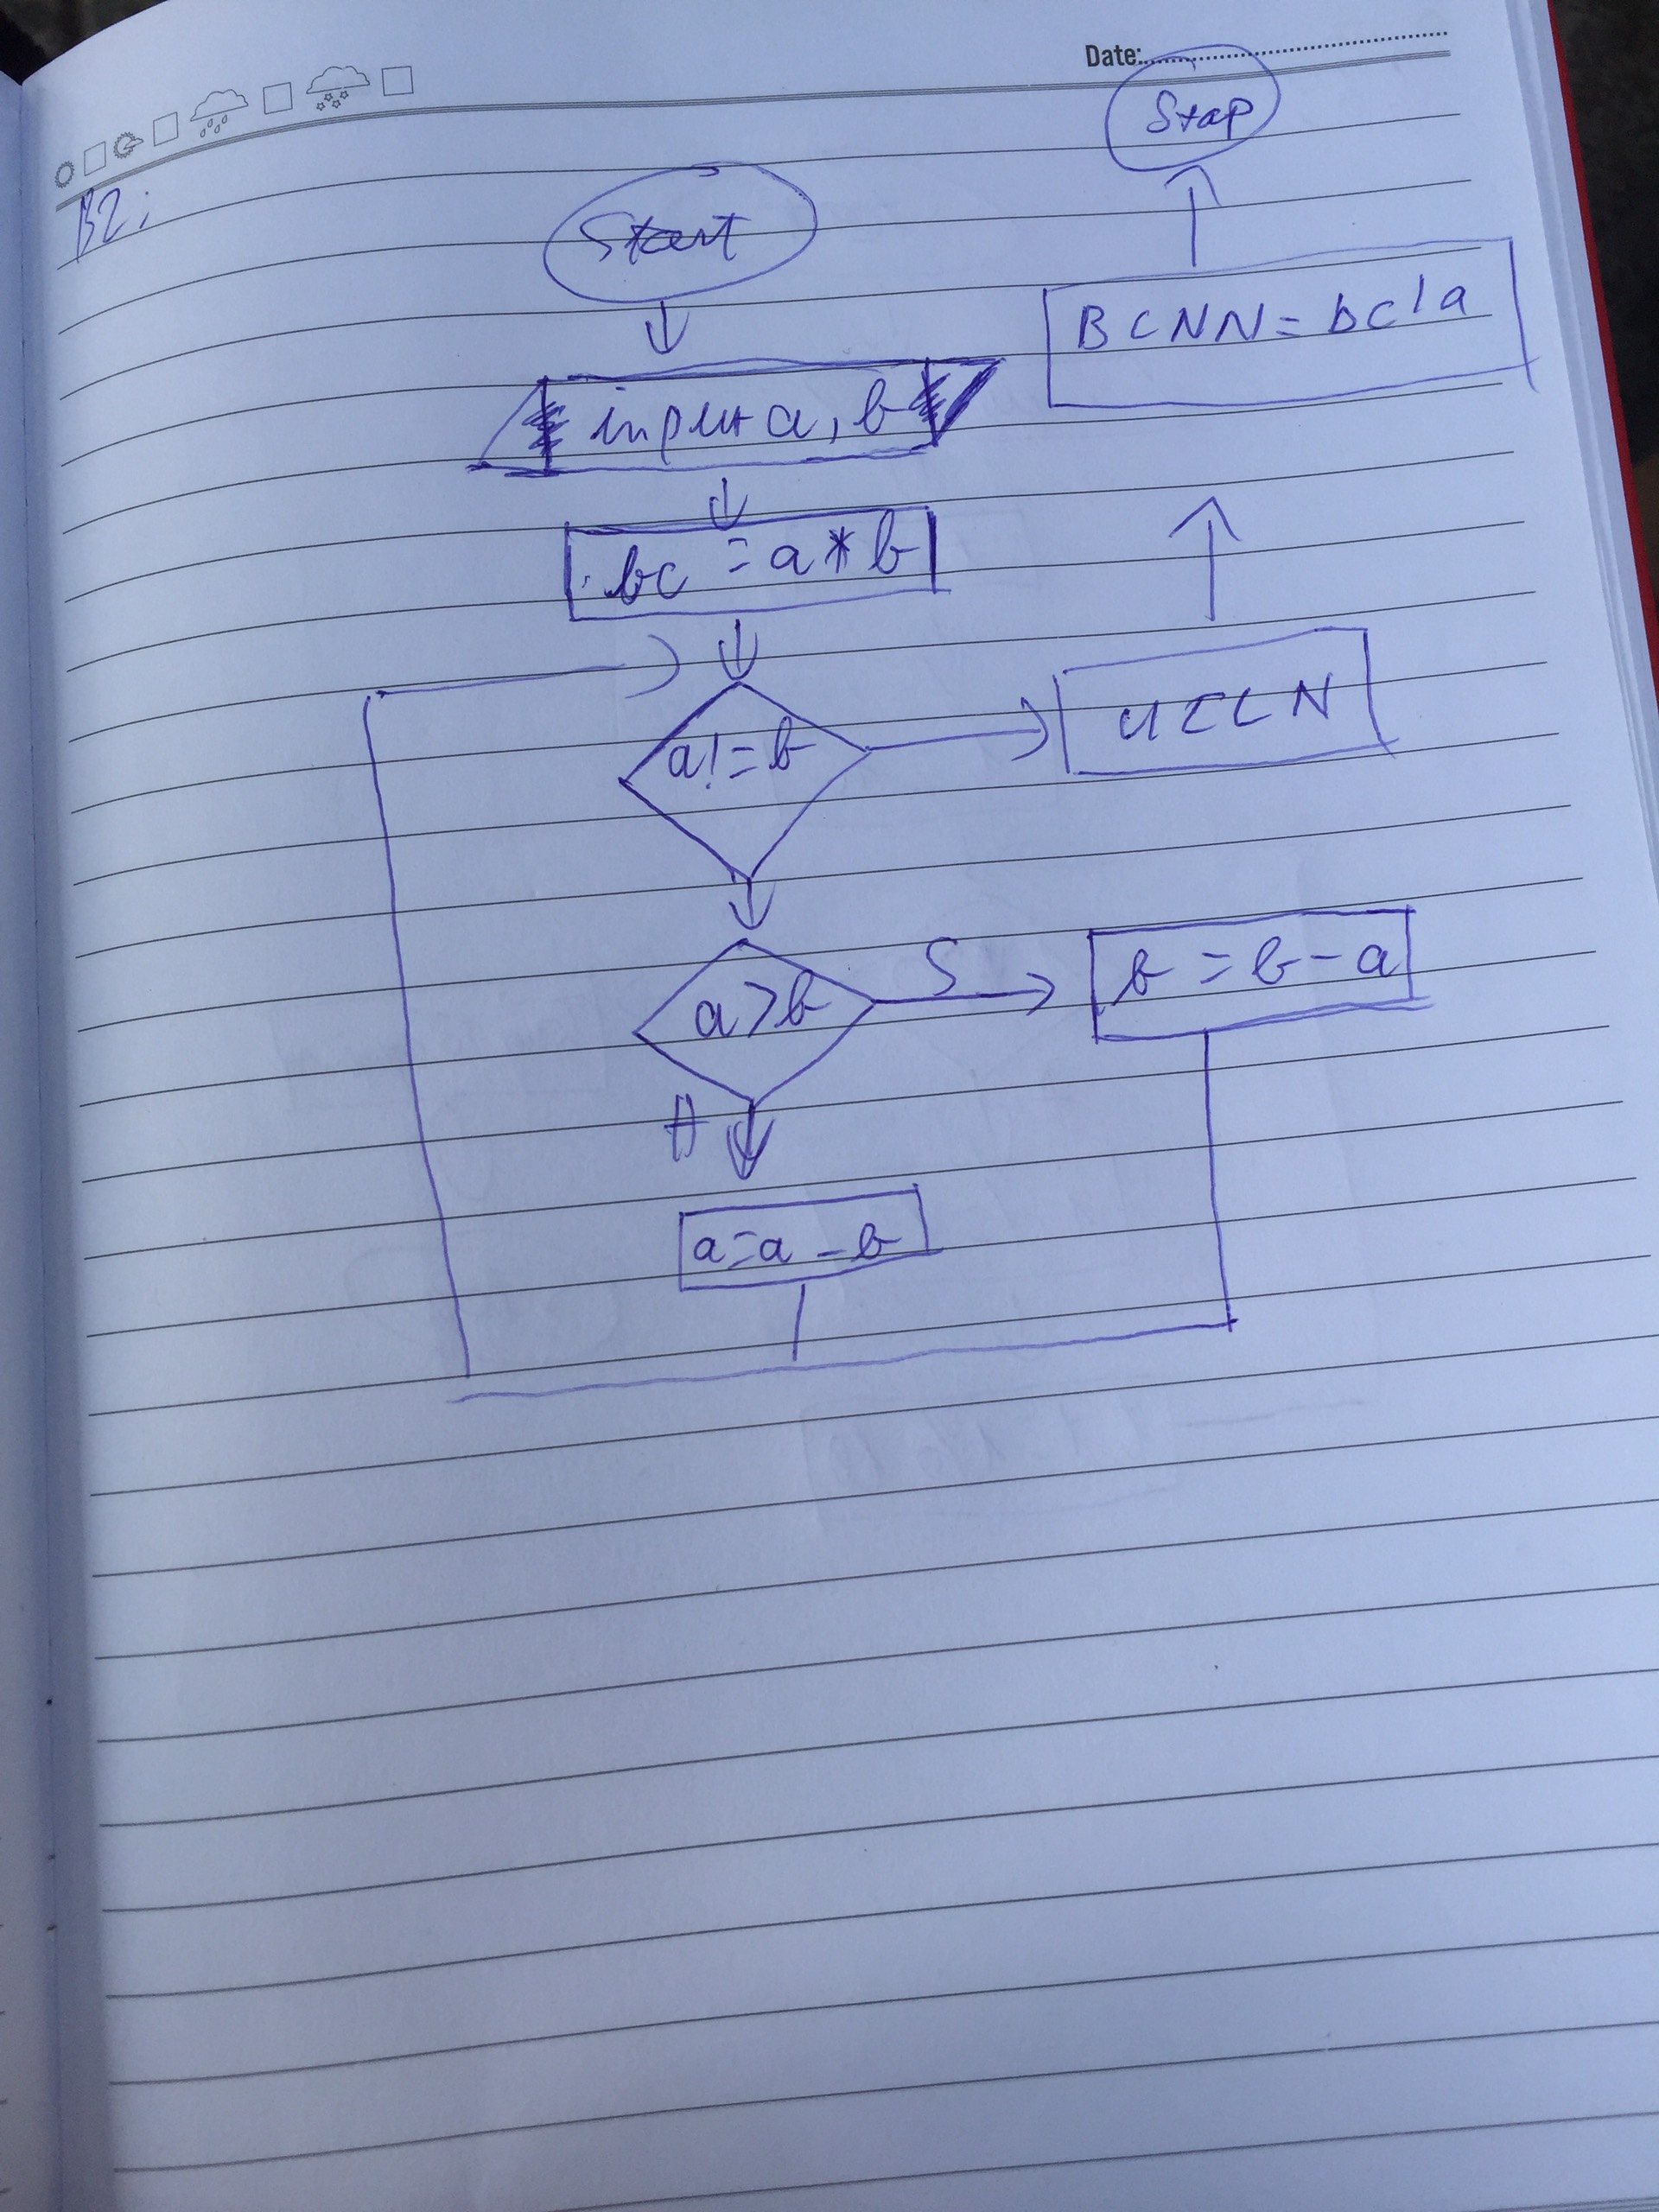 Date:
Stop
B2:
Start
BCNN = bc/a
input a, b
bc = a * b
a != b
UCLN
a > b
S
b = b - a
Đ
a = a - b